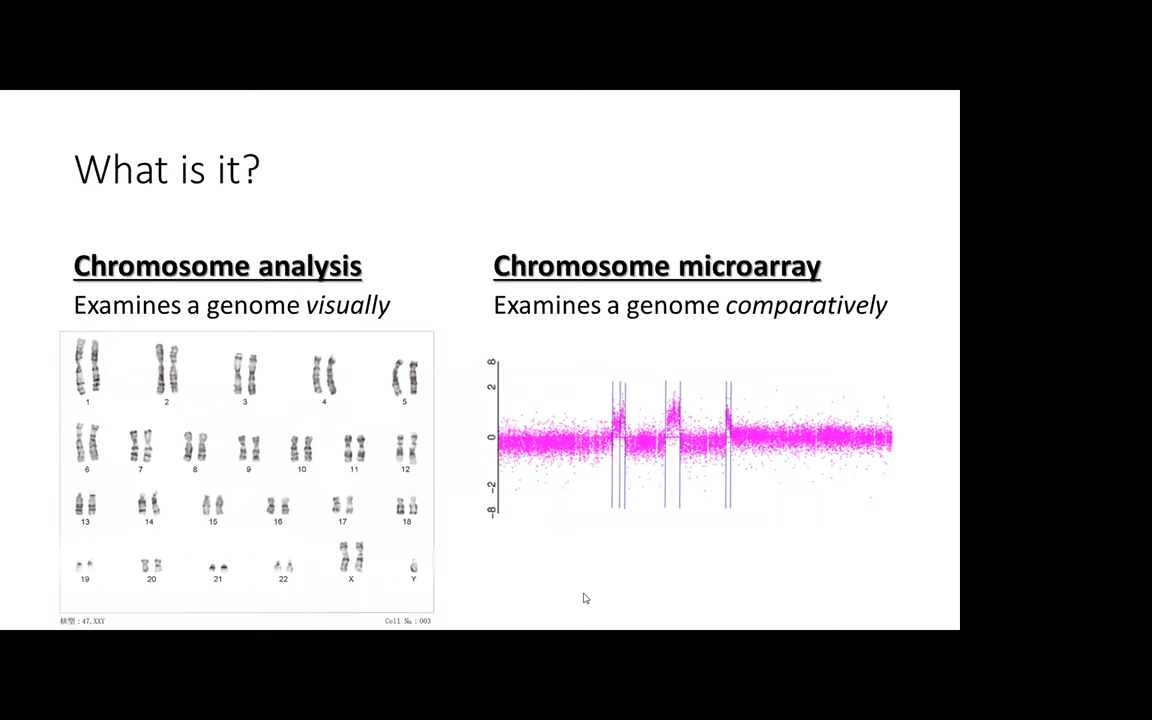 What is it?
Chromosome analysis
Examines a genome visually
1 2 3 4 5
6 7 8 9 10 11 12
13 14 15 16 17 18
19 20 21 22 X Y
核型：47,XXY Cell №：003
Chromosome microarray
Examines a genome comparatively
8
2
0
-2
-8